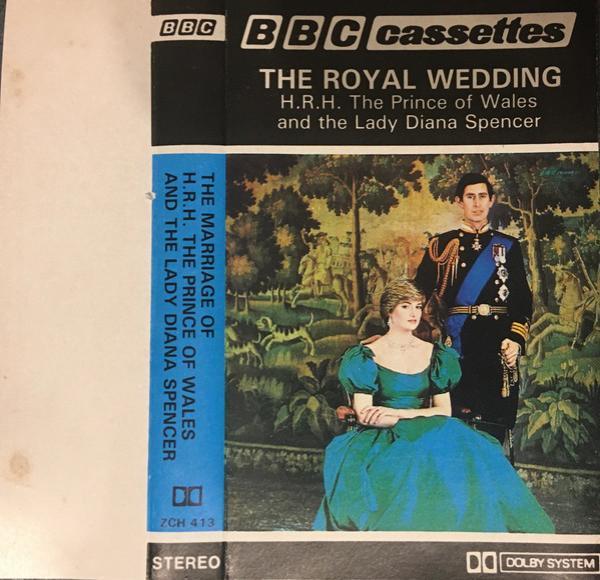 BBC
BBC cassettes
THE ROYAL WEDDING
H.R.H. The Prince of Wales
and the Lady Diana Spencer
THE MARRIAGE OF
H.R.H. THE PRINCE OF WALES
AND THE LADY DIANA SPENCER
ZCH 413
STEREO
DOLBY SYSTEM